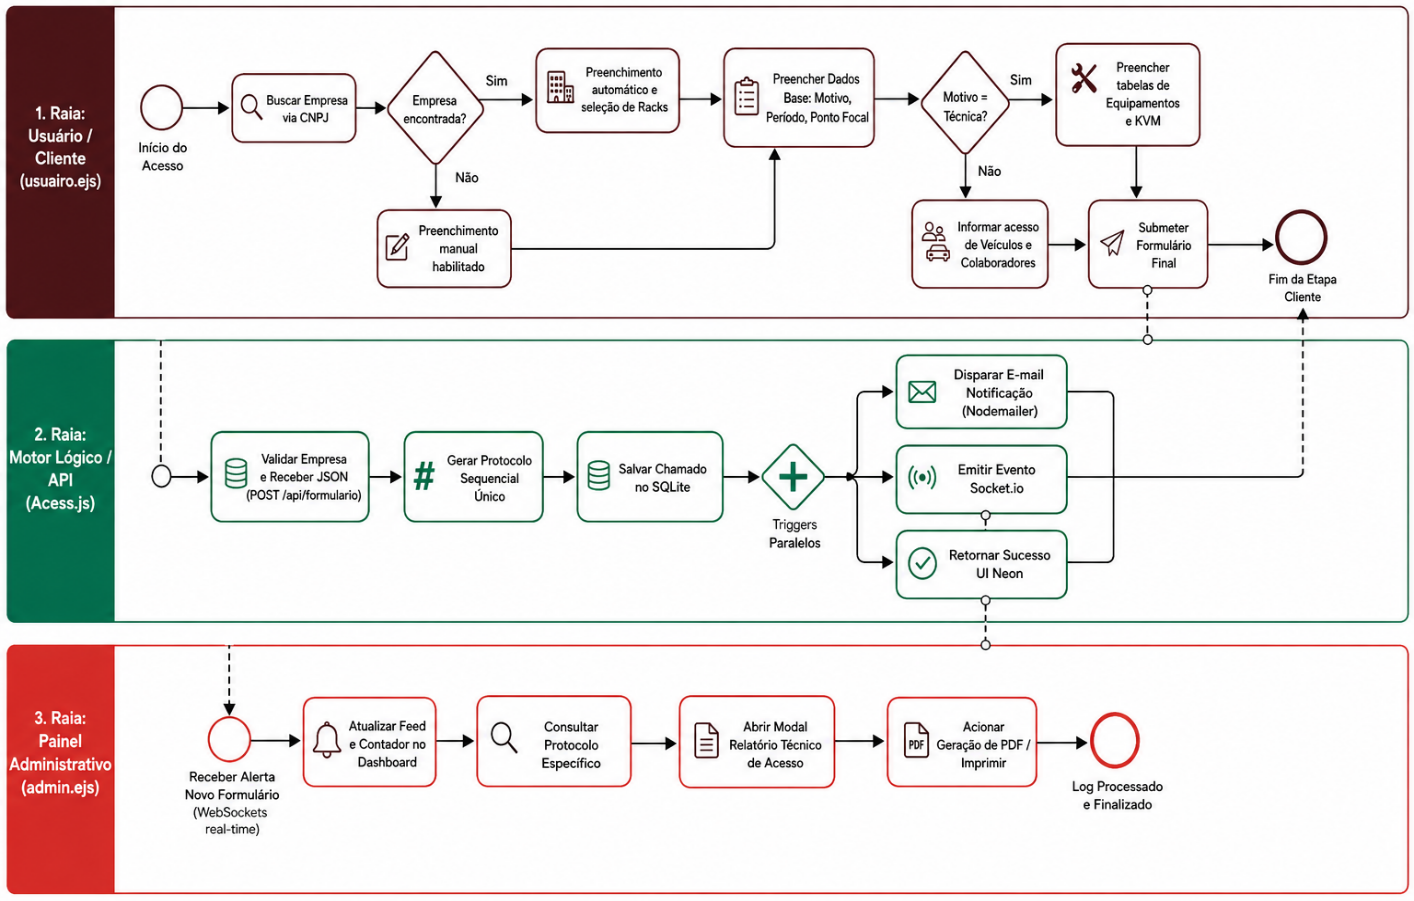 1. Raia:
Usuário /
Cliente
(usuairo.ejs)
Início do
Acesso
Buscar Empresa
via CNPJ
Empresa
encontrada?
Sim
Não
Preenchimento
automático e
seleção de Racks
Preenchimento
manual
habilitado
Preencher Dados
Base: Motivo,
Período, Ponto Focal
Motivo =
Técnica?
Sim
Não
Preencher
tabelas de
Equipamentos
e KVM
Informar acesso
de Veículos e
Colaboradores
Submeter
Formulário
Final
Fim da Etapa
Cliente
2. Raia:
Motor Lógico /
API
(Acess.js)
Validar Empresa
e Receber JSON
(POST /api/formulario)
#
Gerar Protocolo
Sequencial
Único
Salvar Chamado
no SQLite
Triggers
Paralelos
Disparar E-mail
Notificação
(Nodemailer)
Emitir Evento
Socket.io
Retornar Sucesso
UI Neon
3. Raia:
Painel
Administrativo
(admin.ejs)
Receber Alerta
Novo Formulário
(WebSockets
real-time)
Atualizar Feed
e Contador no
Dashboard
Consultar
Protocolo
Específico
Abrir Modal
Relatório Técnico
de Acesso
PDF
Acionar
Geração de PDF /
Imprimir
Log Processado
e Finalizado